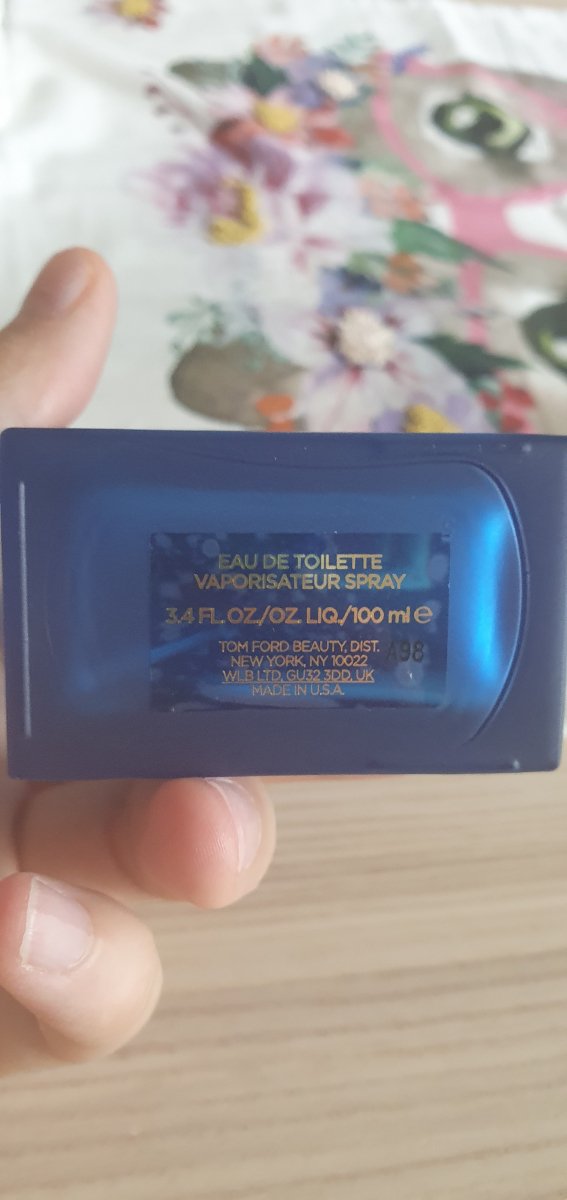 EAU DE TOILETTE
VAPORISATEUR SPRAY
3.4 FL. OZ./OZ. LIQ./100 ml ℮
TOM FORD BEAUTY, DIST.
NEW YORK, NY 10022
WLB LTD, GU32 3DD, UK
MADE IN U.S.A.
A98